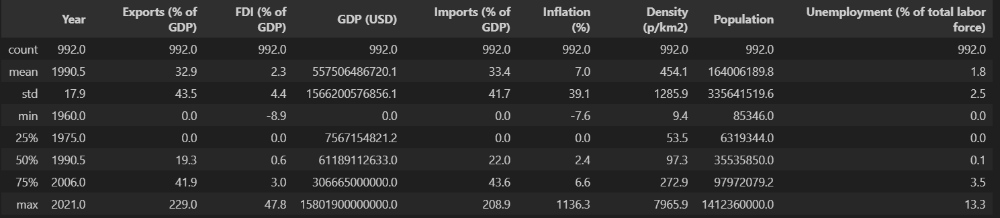 Year Exports (% of GDP) FDI (% of GDP) GDP (USD) Imports (% of GDP) Inflation (%) Density (p/km2) Population Unemployment (% of total labor force)
count 992.0 992.0 992.0 992.0 992.0 992.0 992.0 992.0 992.0
mean 1990.5 32.9 2.3 557506486720.1 33.4 7.0 454.1 164006189.8 1.8
std 17.9 43.5 4.4 1566200576856.1 41.7 39.1 1285.9 335641519.6 2.5
min 1960.0 0.0 -8.9 0.0 0.0 -7.6 9.4 85346.0 0.0
25% 1975.0 0.0 0.0 7567154821.2 0.0 0.0 53.5 6319344.0 0.0
50% 1990.5 19.3 0.6 61189112633.0 22.0 2.4 97.3 35535850.0 0.1
75% 2006.0 41.9 3.0 306665000000.0 43.6 6.6 272.9 97972079.2 3.5
max 2021.0 229.0 47.8 15801900000000.0 208.9 1136.3 7965.9 1412360000.0 13.3